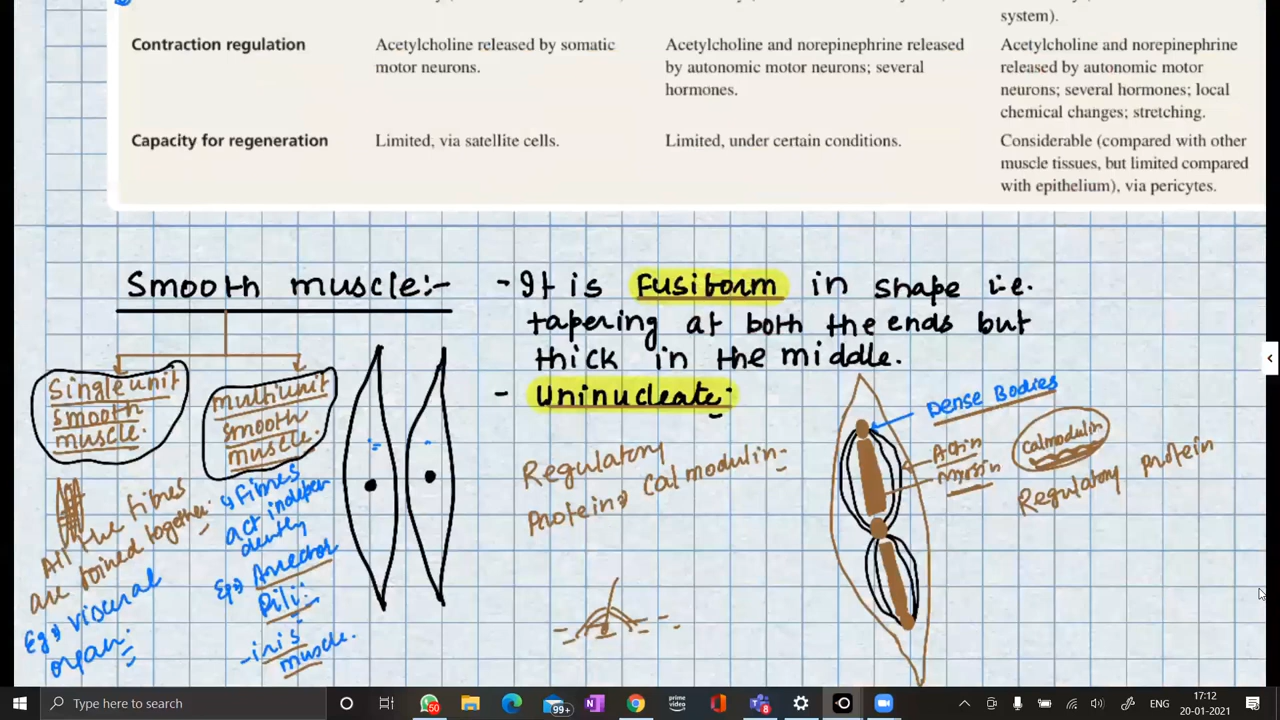 system).
Contraction regulation
Acetylcholine released by somatic
motor neurons.
Acetylcholine and norepinephrine released
by autonomic motor neurons; several
hormones.
Acetylcholine and norepinephrine
released by autonomic motor
neurons; several hormones; local
chemical changes; stretching.
Capacity for regeneration
Limited, via satellite cells.
Limited, under certain conditions.
Considerable (compared with other
muscle tissues, but limited compared
with epithelium), via pericytes.
Smooth muscle:-
- It is Fusiform in shape i.e.
tapering at both the ends but
thick in the middle.
- Uninucleate.
Single unit
smooth
muscle.
multiunit
smooth
muscle.
All the fibres
are joined together.
Eg→ visceral
organ.
Fibres
act indepen
dently
Eg→ Arrector
Pili
- iris
muscle.
Regulatory
Protein→ Calmodulin
Dense Bodies
Actin
Myosin
Calmodulin
Regulatory protein
Type here to search
50
99+
prime
video
8
17:12
20-01-2021